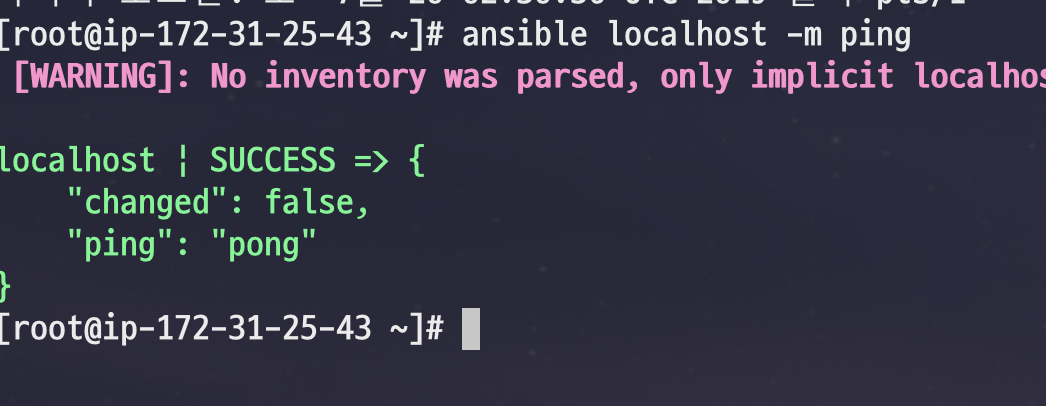 [root@ip-172-31-25-43 ~]# ansible localhost -m ping
[WARNING]: No inventory was parsed, only implicit localhos
localhost | SUCCESS => {
"changed": false,
"ping": "pong"
}
[root@ip-172-31-25-43 ~]#